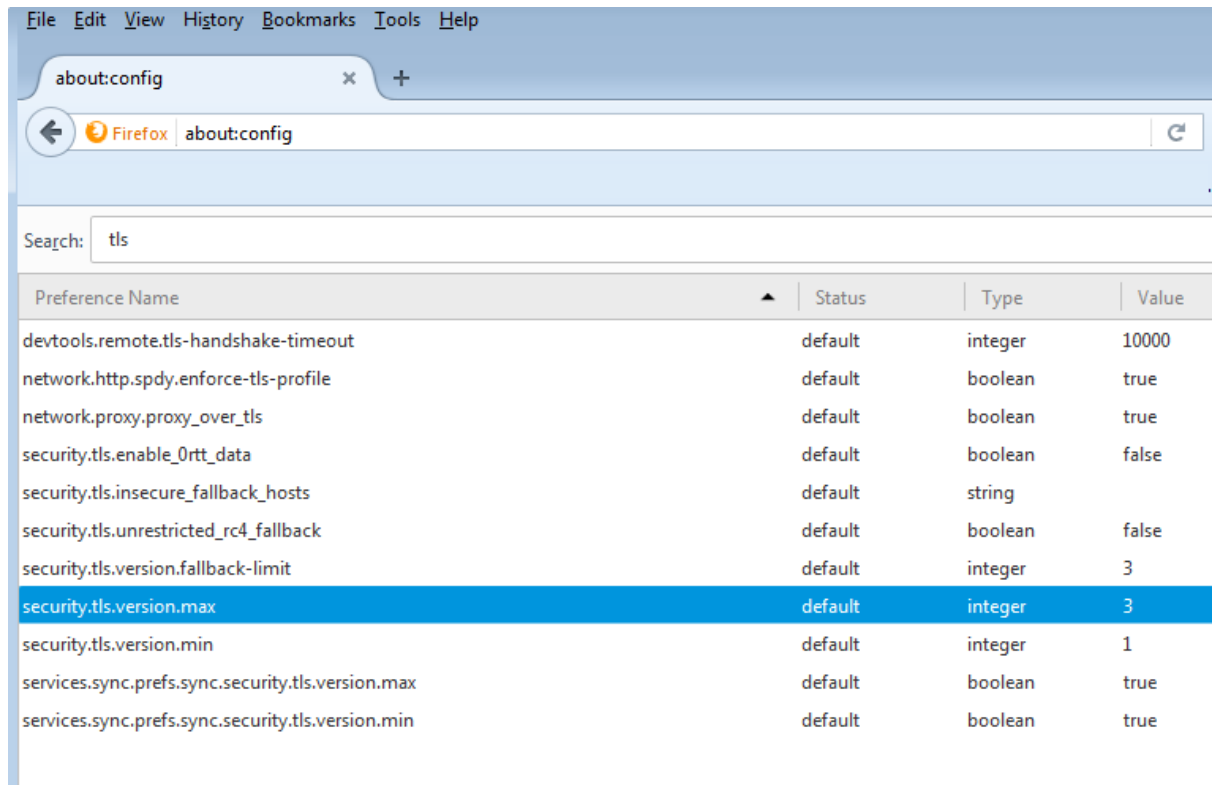 File Edit View History Bookmarks Tools Help
about:config
Firefox about:config
Search: tls
Preference Name Status Type Value
devtools.remote.tls-handshake-timeout default integer 10000
network.http.spdy.enforce-tls-profile default boolean true
network.proxy.proxy_over_tls default boolean true
security.tls.enable_0rtt_data default boolean false
security.tls.insecure_fallback_hosts default string
security.tls.unrestricted_rc4_fallback default boolean false
security.tls.version.fallback-limit default integer 3
security.tls.version.max default integer 3
security.tls.version.min default integer 1
services.sync.prefs.sync.security.tls.version.max default boolean true
services.sync.prefs.sync.security.tls.version.min default boolean true